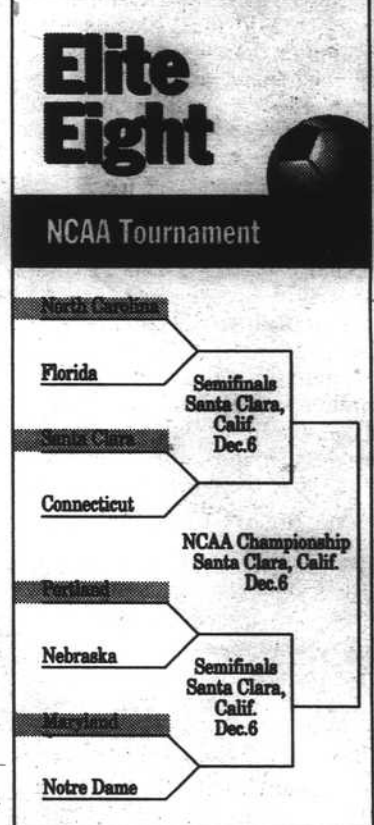 Elite
Eight
NCAA Tournament
North Carolina
Florida
Semifinals
Santa Clara,
Calif.
Dec.6
Santa Clara
Connecticut
NCAA Championship
Santa Clara, Calif.
Dec.6
Portland
Nebraska
Semifinals
Santa Clara,
Calif.
Dec.6
Maryland
Notre Dame